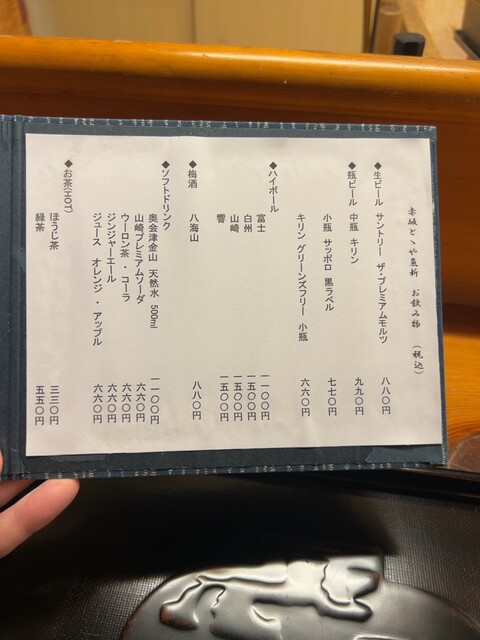 赤坂とゝや魚新 お飲み物 (税込)
◆生ビール サントリー ザ・プレミアムモルツ 八八〇円
◆瓶ビール 中瓶 キリン 九九〇円
小瓶 サッポロ 黒ラベル 七七〇円
キリン グリーンズフリー 小瓶 六六〇円
◆ハイボール
富士 一一〇〇円
白州 一五〇〇円
山崎 一五〇〇円
響 一五〇〇円
◆梅酒 八海山 八八〇円
◆ソフトドリンク
奥会津金山 天然水 500ml 一一〇〇円
山崎プレミアムソーダ 六六〇円
ウーロン茶・コーラ 六六〇円
ジンジャーエール 六六〇円
ジュース オレンジ・アップル 六六〇円
◆お茶(HOT)
ほうじ茶 三三〇円
緑茶 五五〇円